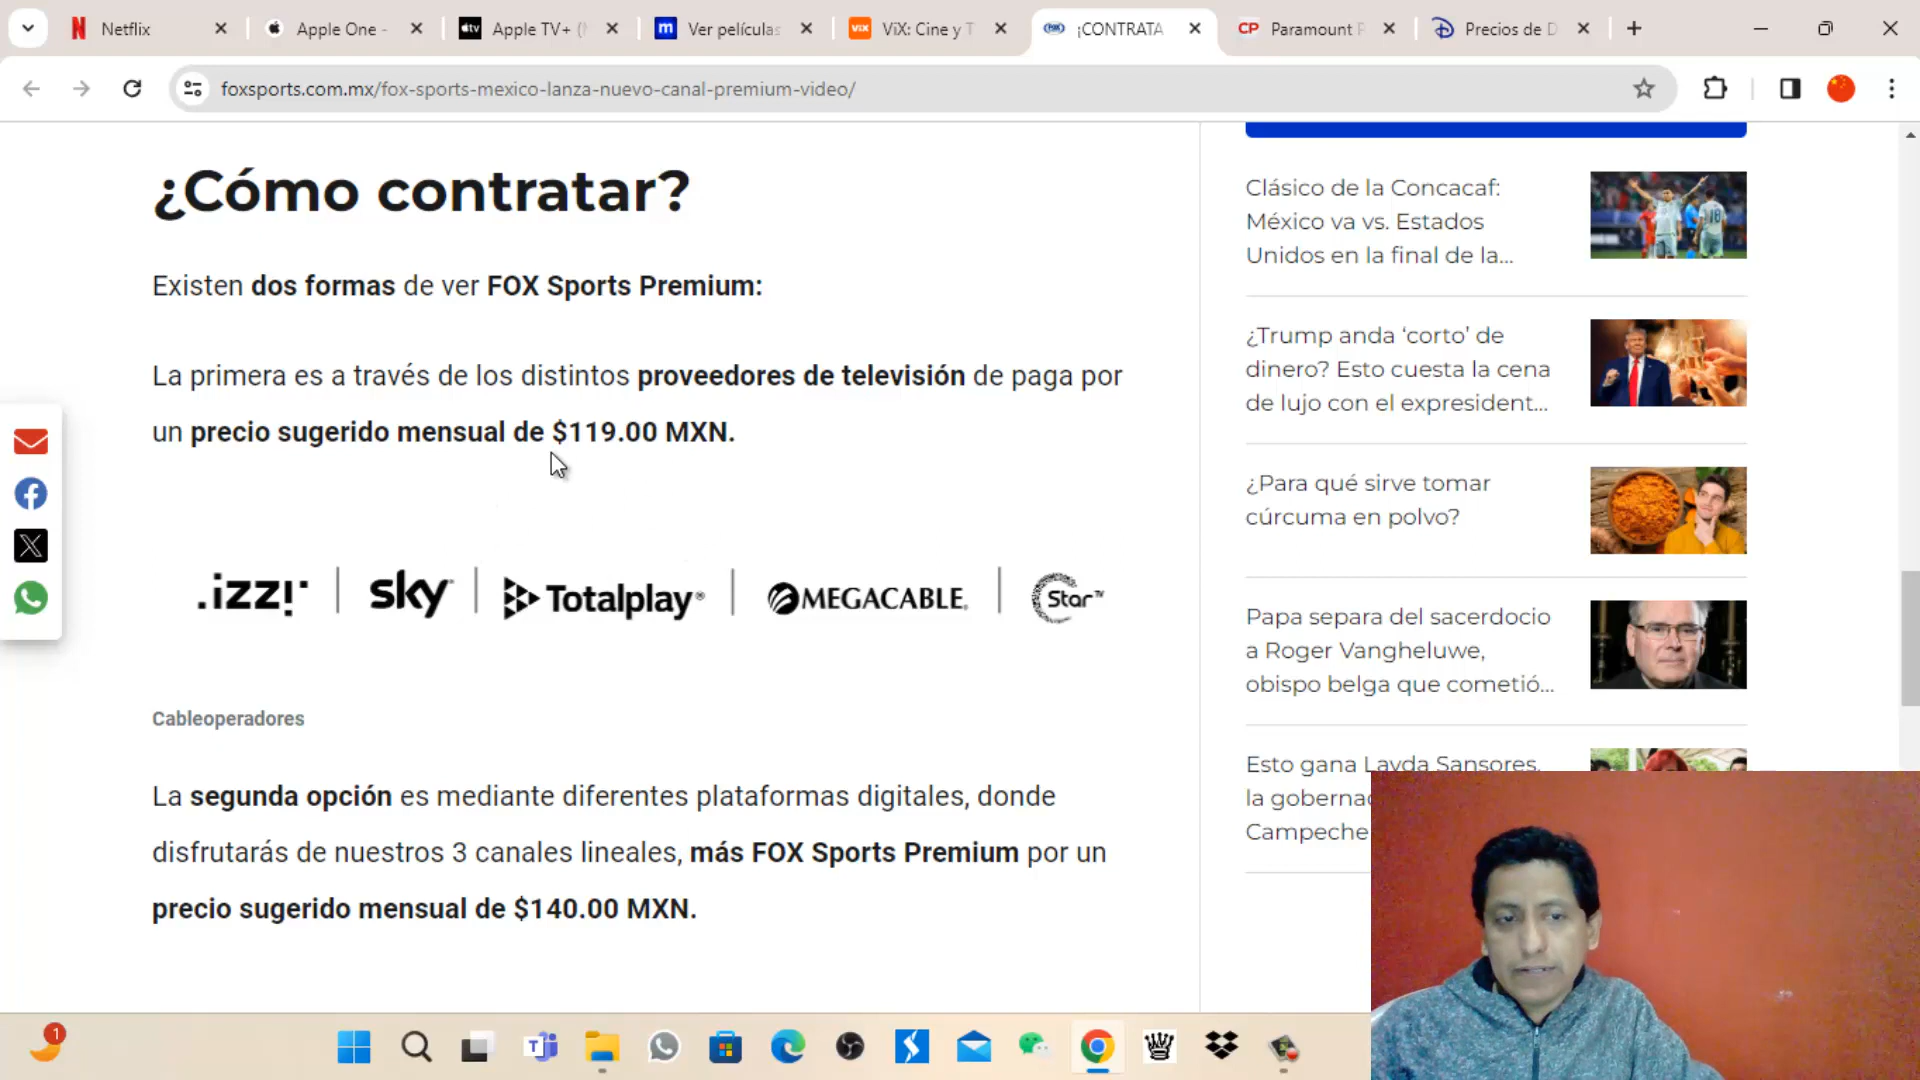 Netflix
Apple One -
Apple TV+ (
Ver películas
ViX: Cine y T
¡CONTRATA
Paramount P
Precios de D
foxsports.com.mx/fox-sports-mexico-lanza-nuevo-canal-premium-video/
¿Cómo contratar?
Existen dos formas de ver FOX Sports Premium:
La primera es a través de los distintos proveedores de televisión de paga por
un precio sugerido mensual de $119.00 MXN.
.izz!
sky
Totalplay
MEGACABLE
Star TV
Cableoperadores
La segunda opción es mediante diferentes plataformas digitales, donde
disfrutarás de nuestros 3 canales lineales, más FOX Sports Premium por un
precio sugerido mensual de $140.00 MXN.
Clásico de la Concacaf:
México va vs. Estados
Unidos en la final de la...
¿Trump anda ‘corto’ de
dinero? Esto cuesta la cena
de lujo con el expresident...
¿Para qué sirve tomar
cúrcuma en polvo?
Papa separa del sacerdocio
a Roger Vangheluwe,
obispo belga que cometió...
Esto gana Layda Sansores,
la goberna
Campeche
1